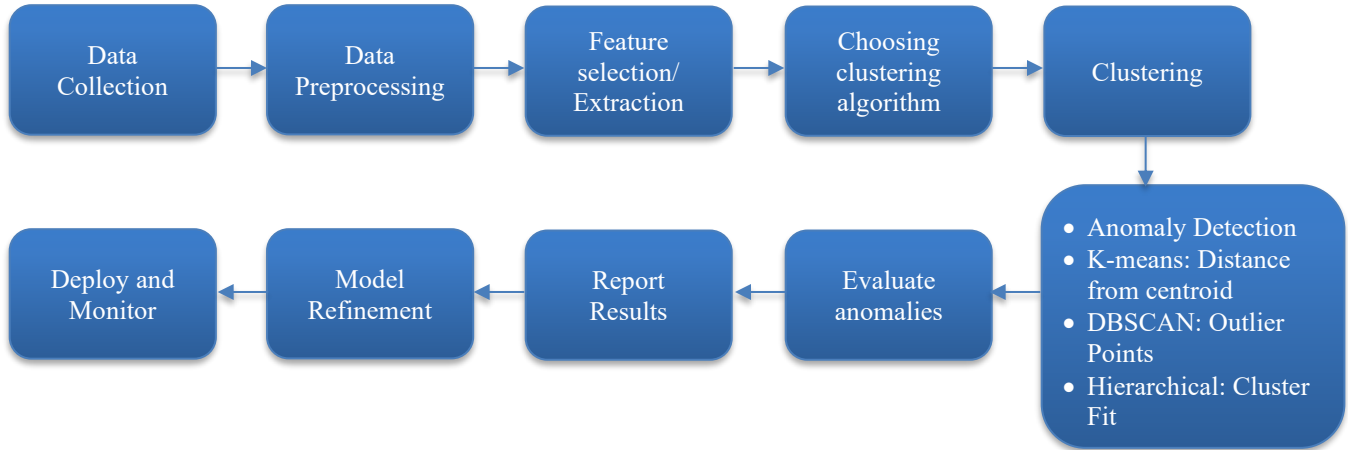 Data
Collection
Data
Preprocessing
Feature
selection/
Extraction
Choosing
clustering
algorithm
Clustering
• Anomaly Detection
• K-means: Distance
from centroid
• DBSCAN: Outlier
Points
• Hierarchical: Cluster
Fit
Evaluate
anomalies
Report
Results
Model
Refinement
Deploy and
Monitor